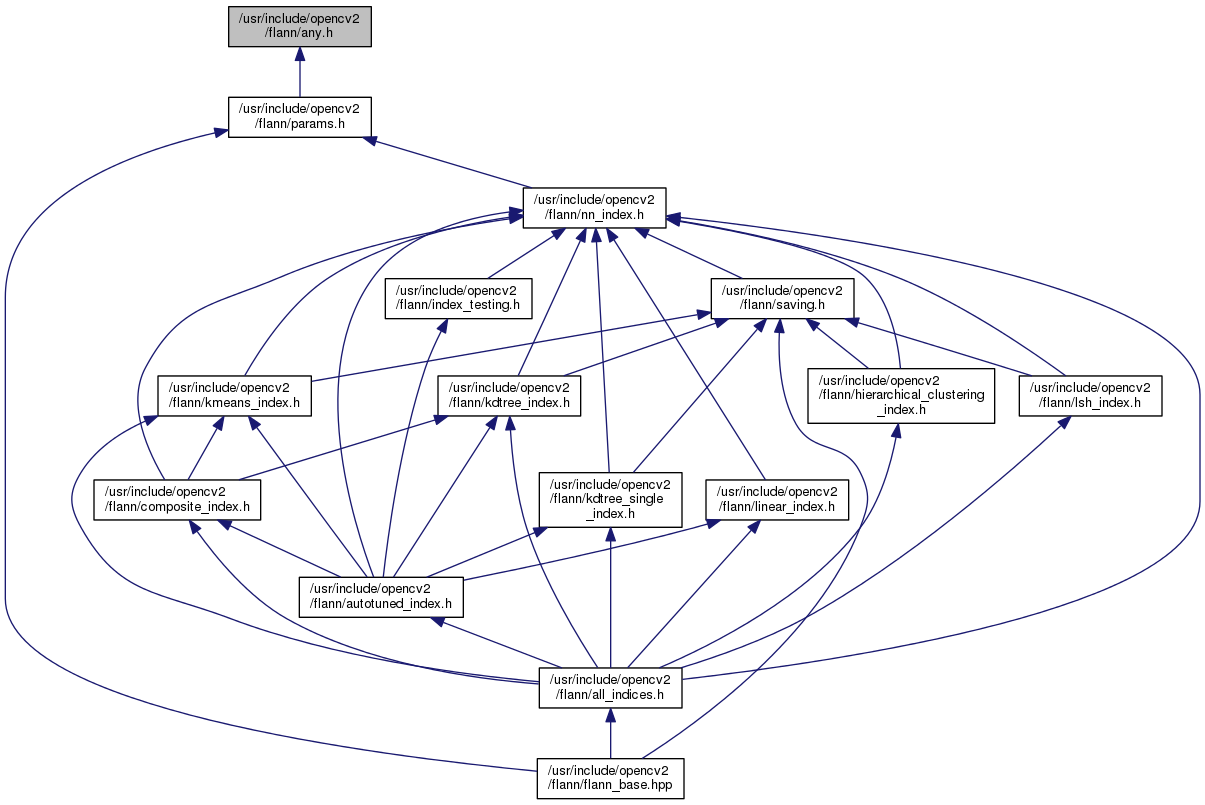 /usr/include/opencv2
/flann/any.h
/usr/include/opencv2
/flann/params.h
/usr/include/opencv2
/flann/nn_index.h
/usr/include/opencv2
/flann/index_testing.h
/usr/include/opencv2
/flann/saving.h
/usr/include/opencv2
/flann/kmeans_index.h
/usr/include/opencv2
/flann/kdtree_index.h
/usr/include/opencv2
/flann/hierarchical_clustering
_index.h
/usr/include/opencv2
/flann/lsh_index.h
/usr/include/opencv2
/flann/composite_index.h
/usr/include/opencv2
/flann/kdtree_single
_index.h
/usr/include/opencv2
/flann/linear_index.h
/usr/include/opencv2
/flann/autotuned_index.h
/usr/include/opencv2
/flann/all_indices.h
/usr/include/opencv2
/flann/flann_base.hpp